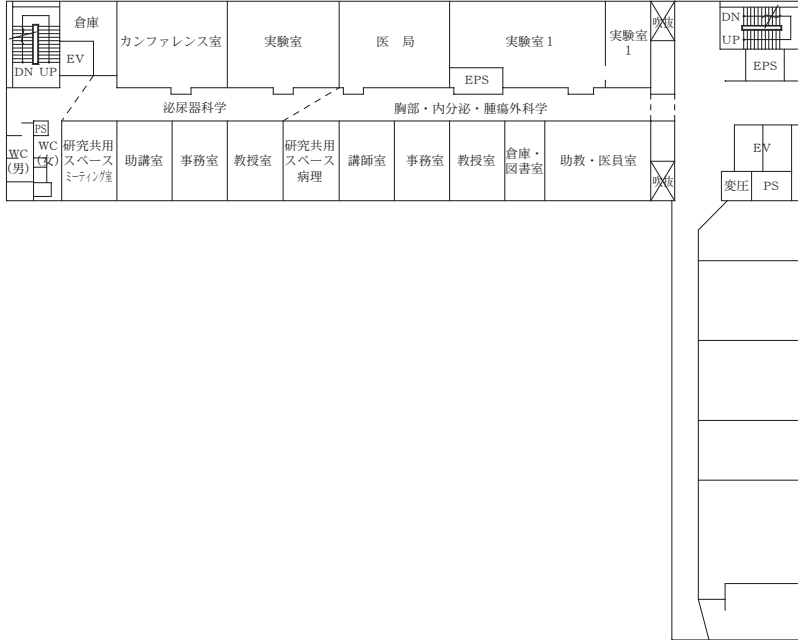 倉庫
EV
DN UP
カンファレンス室
実験室
医 局
実験室1
EPS
実験室
1
吹抜
DN
UP
EPS
泌尿器科学
胸部・内分泌・腫瘍外科学
WC
(男)
PS
WC
(女)
研究共用
スペース
ミーティング室
助講室
事務室
教授室
研究共用
スペース
病理
講師室
事務室
教授室
倉庫・
図書室
助教・医員室
吹抜
EV
変圧
PS